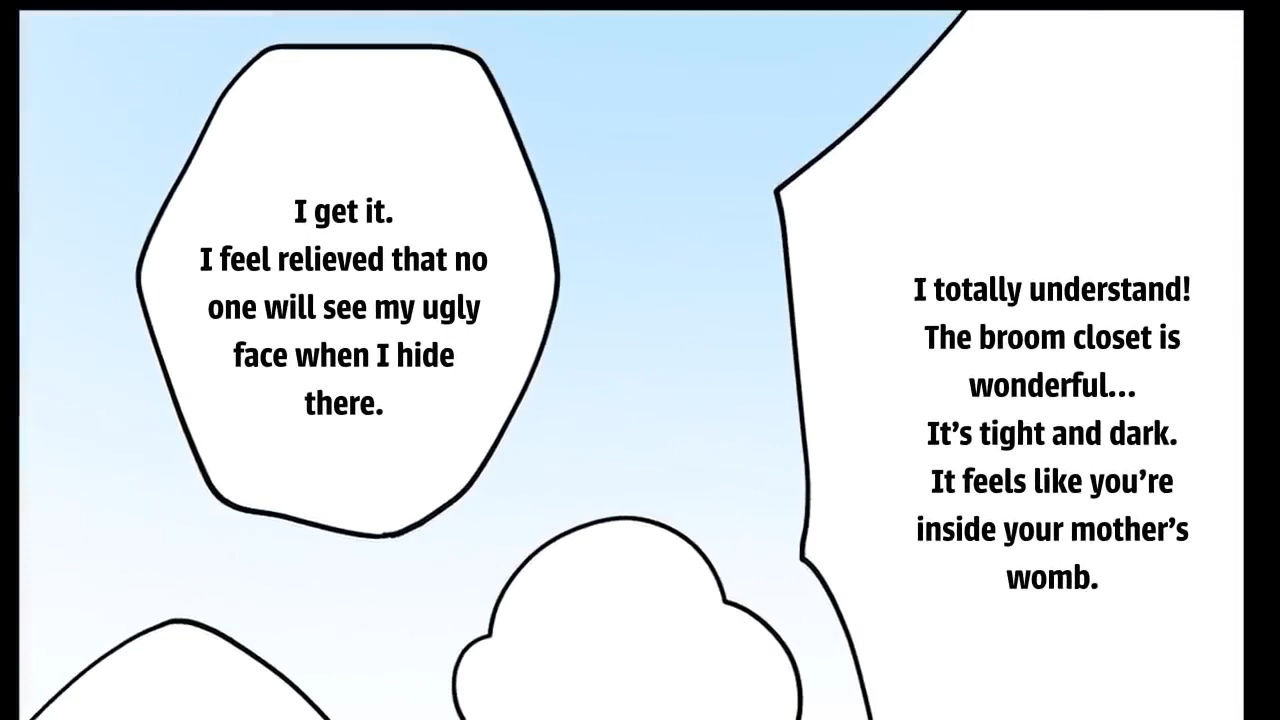 I totally understand!
The broom closet is
wonderful...
It's tight and dark.
It feels like you're
inside your mother's
womb.
I get it.
I feel relieved that no
one will see my ugly
face when I hide
there.